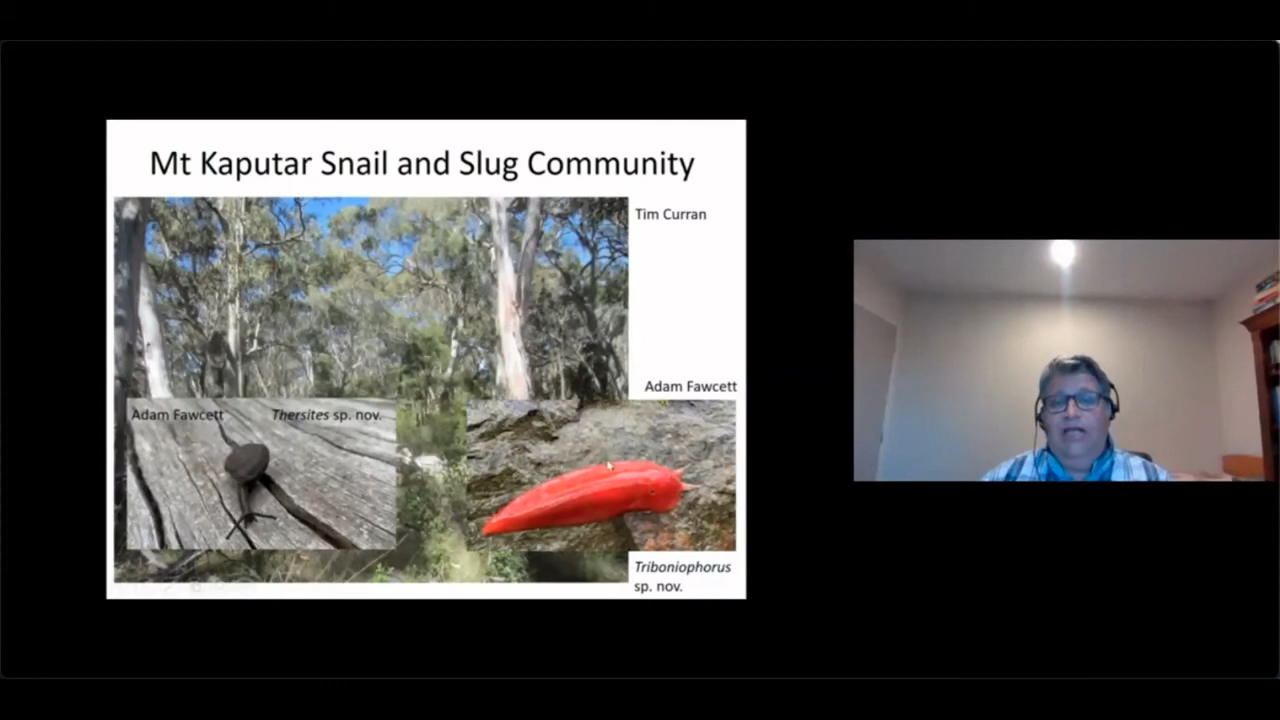 Mt Kaputar Snail and Slug Community
Tim Curran
Adam Fawcett
Adam Fawcett
Thersites sp. nov.
Triboniophorus
sp. nov.